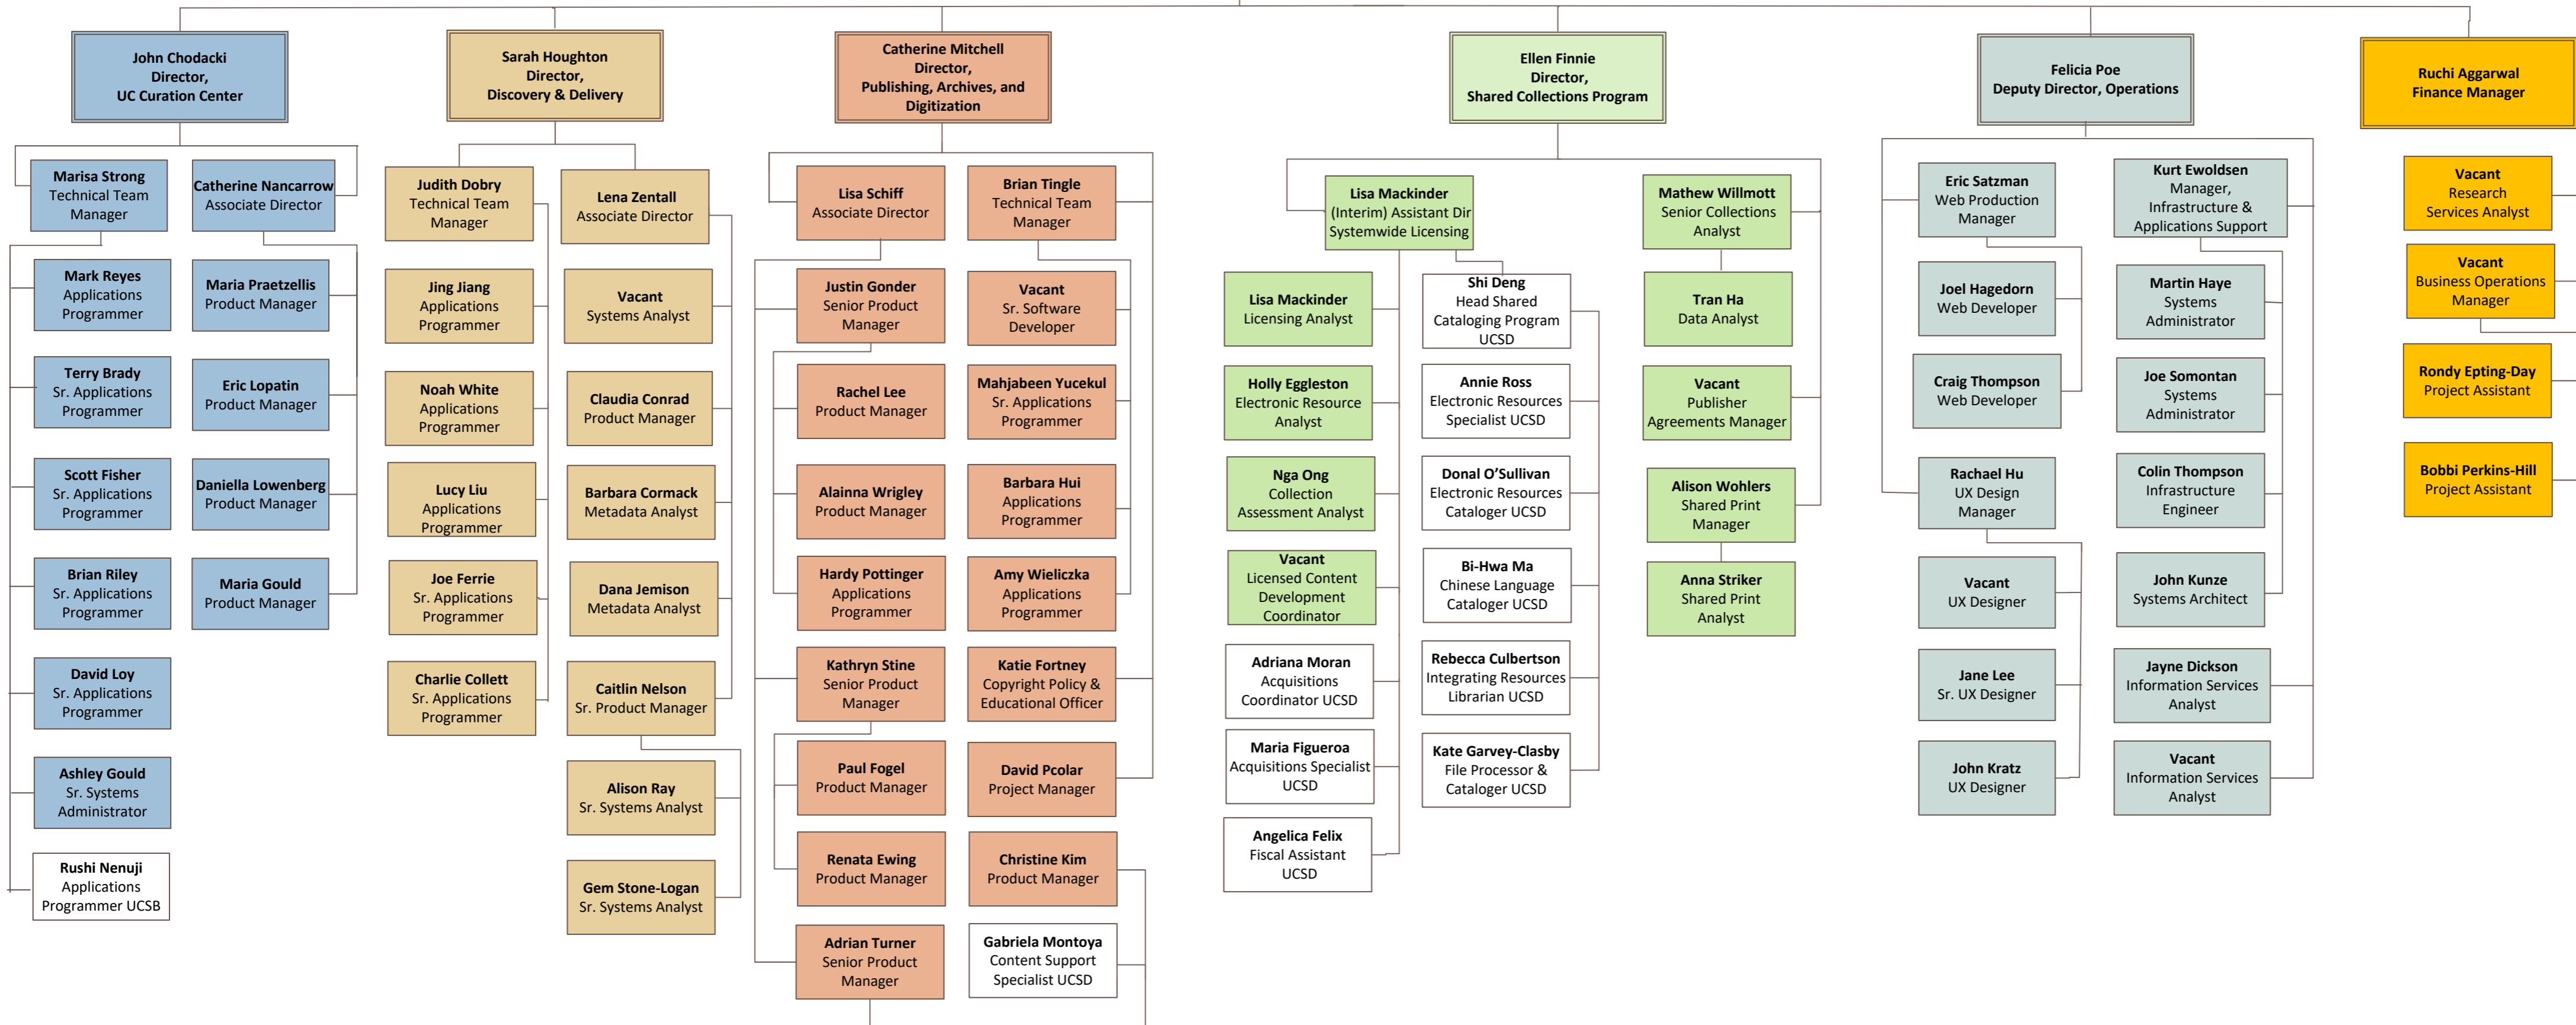 John Chodacki
Director,
UC Curation Center
Marisa Strong
Technical Team
Manager
Catherine Nancarrow
Associate Director
Mark Reyes
Applications
Programmer
Maria Praetzellis
Product Manager
Terry Brady
Sr. Applications
Programmer
Eric Lopatin
Product Manager
Scott Fisher
Sr. Applications
Programmer
Daniella Lowenberg
Product Manager
Brian Riley
Sr. Applications
Programmer
Maria Gould
Product Manager
David Loy
Sr. Applications
Programmer
Ashley Gould
Sr. Systems
Administrator
Rushi Nenuji
Applications
Programmer UCSB
Sarah Houghton
Director,
Discovery & Delivery
Judith Dobry
Technical Team
Manager
Lena Zentall
Associate Director
Jing Jiang
Applications
Programmer
Vacant
Systems Analyst
Noah White
Applications
Programmer
Claudia Conrad
Product Manager
Lucy Liu
Applications
Programmer
Barbara Cormack
Metadata Analyst
Joe Ferrie
Sr. Applications
Programmer
Dana Jemison
Metadata Analyst
Charlie Collett
Sr. Applications
Programmer
Caitlin Nelson
Sr. Product Manager
Alison Ray
Sr. Systems Analyst
Gem Stone-Logan
Sr. Systems Analyst
Catherine Mitchell
Director,
Publishing, Archives, and
Digitization
Lisa Schiff
Associate Director
Brian Tingle
Technical Team
Manager
Justin Gonder
Senior Product
Manager
Vacant
Sr. Software
Developer
Rachel Lee
Product Manager
Mahjabeen Yucekul
Sr. Applications
Programmer
Alainna Wrigley
Product Manager
Barbara Hui
Applications
Programmer
Hardy Pottinger
Applications
Programmer
Amy Wieliczka
Applications
Programmer
Kathryn Stine
Senior Product
Manager
Katie Fortney
Copyright Policy &
Educational Officer
Paul Fogel
Product Manager
David Pcolar
Project Manager
Renata Ewing
Product Manager
Christine Kim
Product Manager
Adrian Turner
Senior Product
Manager
Gabriela Montoya
Content Support
Specialist UCSD
Ellen Finnie
Director,
Shared Collections Program
Lisa Mackinder
(Interim) Assistant Dir
Systemwide Licensing
Mathew Willmott
Senior Collections
Analyst
Lisa Mackinder
Licensing Analyst
Shi Deng
Head Shared
Cataloging Program
UCSD
Tran Ha
Data Analyst
Holly Eggleston
Electronic Resource
Analyst
Annie Ross
Electronic Resources
Specialist UCSD
Vacant
Publisher
Agreements Manager
Nga Ong
Collection
Assessment Analyst
Donal O’Sullivan
Electronic Resources
Cataloger UCSD
Alison Wohlers
Shared Print
Manager
Vacant
Licensed Content
Development
Coordinator
Bi-Hwa Ma
Chinese Language
Cataloger UCSD
Anna Striker
Shared Print
Analyst
Adriana Moran
Acquisitions
Coordinator UCSD
Rebecca Culbertson
Integrating Resources
Librarian UCSD
Maria Figueroa
Acquisitions Specialist
UCSD
Kate Garvey-Clasby
File Processor &
Cataloger UCSD
Angelica Felix
Fiscal Assistant
UCSD
Felicia Poe
Deputy Director, Operations
Eric Satzman
Web Production
Manager
Kurt Ewoldsen
Manager,
Infrastructure &
Applications Support
Joel Hagedorn
Web Developer
Martin Haye
Systems
Administrator
Craig Thompson
Web Developer
Joe Somontan
Systems
Administrator
Rachael Hu
UX Design
Manager
Colin Thompson
Infrastructure
Engineer
Vacant
UX Designer
John Kunze
Systems Architect
Jane Lee
Sr. UX Designer
Jayne Dickson
Information Services
Analyst
John Kratz
UX Designer
Vacant
Information Services
Analyst
Ruchi Aggarwal
Finance Manager
Vacant
Research
Services Analyst
Vacant
Business Operations
Manager
Rondy Epting-Day
Project Assistant
Bobbi Perkins-Hill
Project Assistant